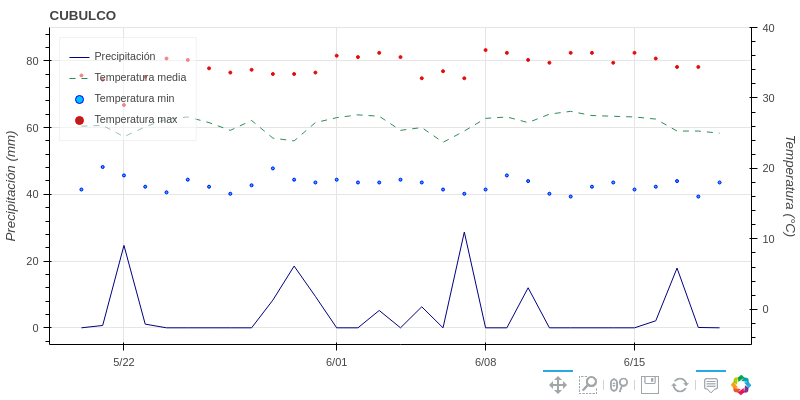 CUBULCO
Precipitación
Temperatura media
Temperatura min
Temperatura max
Precipitación (mm)
80
60
40
20
0
Temperatura (°C)
40
30
20
10
0
5/22
6/01
6/08
6/15